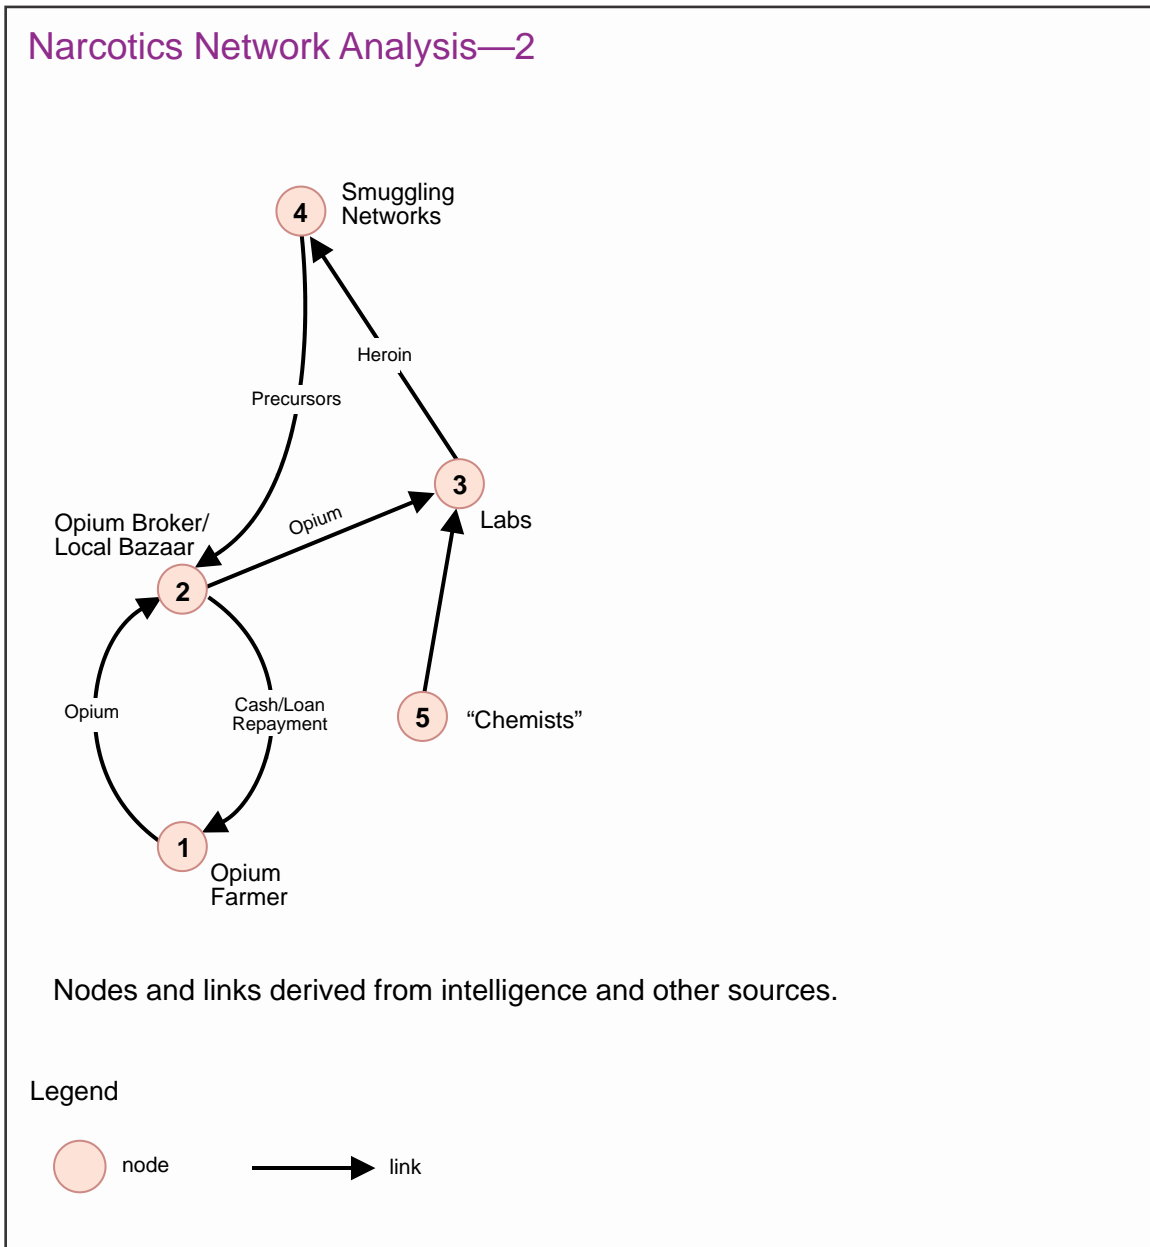 Narcotics Network Analysis—2
4
Smuggling
Networks
Heroin
Precursors
3
Labs
Opium
Opium Broker/
Local Bazaar
2
Opium
Cash/Loan
Repayment
5
“Chemists”
1
Opium
Farmer
Nodes and links derived from intelligence and other sources.
Legend
node
link